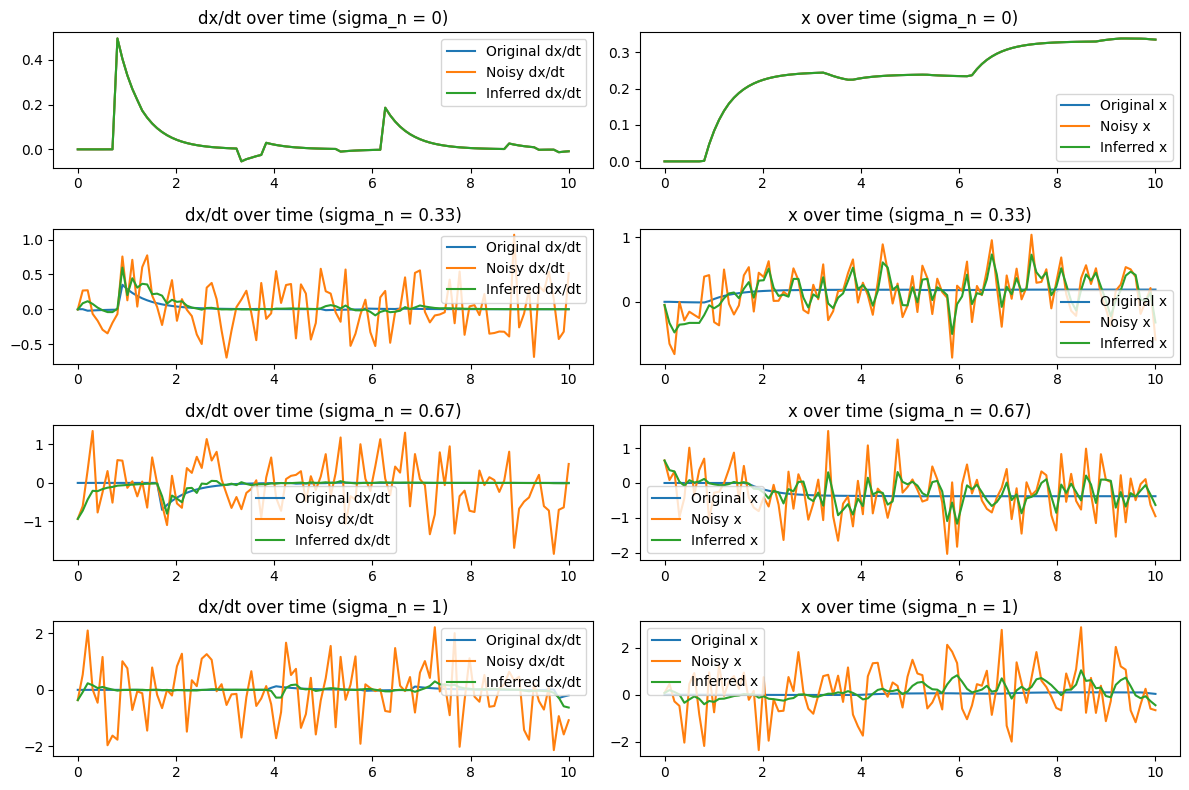 dx/dt over time (sigma_n = 0)
0.4
0.2
0.0
Original dx/dt
Noisy dx/dt
Inferred dx/dt
0 2 4 6 8 10
x over time (sigma_n = 0)
0.3
0.2
0.1
0.0
Original x
Noisy x
Inferred x
0 2 4 6 8 10
dx/dt over time (sigma_n = 0.33)
1.0
0.5
0.0
−0.5
Original dx/dt
Noisy dx/dt
Inferred dx/dt
0 2 4 6 8 10
x over time (sigma_n = 0.33)
1
0
Original x
Noisy x
Inferred x
0 2 4 6 8 10
dx/dt over time (sigma_n = 0.67)
1
0
−1
Original dx/dt
Noisy dx/dt
Inferred dx/dt
0 2 4 6 8 10
x over time (sigma_n = 0.67)
1
0
−1
−2
Original x
Noisy x
Inferred x
0 2 4 6 8 10
dx/dt over time (sigma_n = 1)
2
0
−2
Original dx/dt
Noisy dx/dt
Inferred dx/dt
0 2 4 6 8 10
x over time (sigma_n = 1)
2
0
−2
Original x
Noisy x
Inferred x
0 2 4 6 8 10